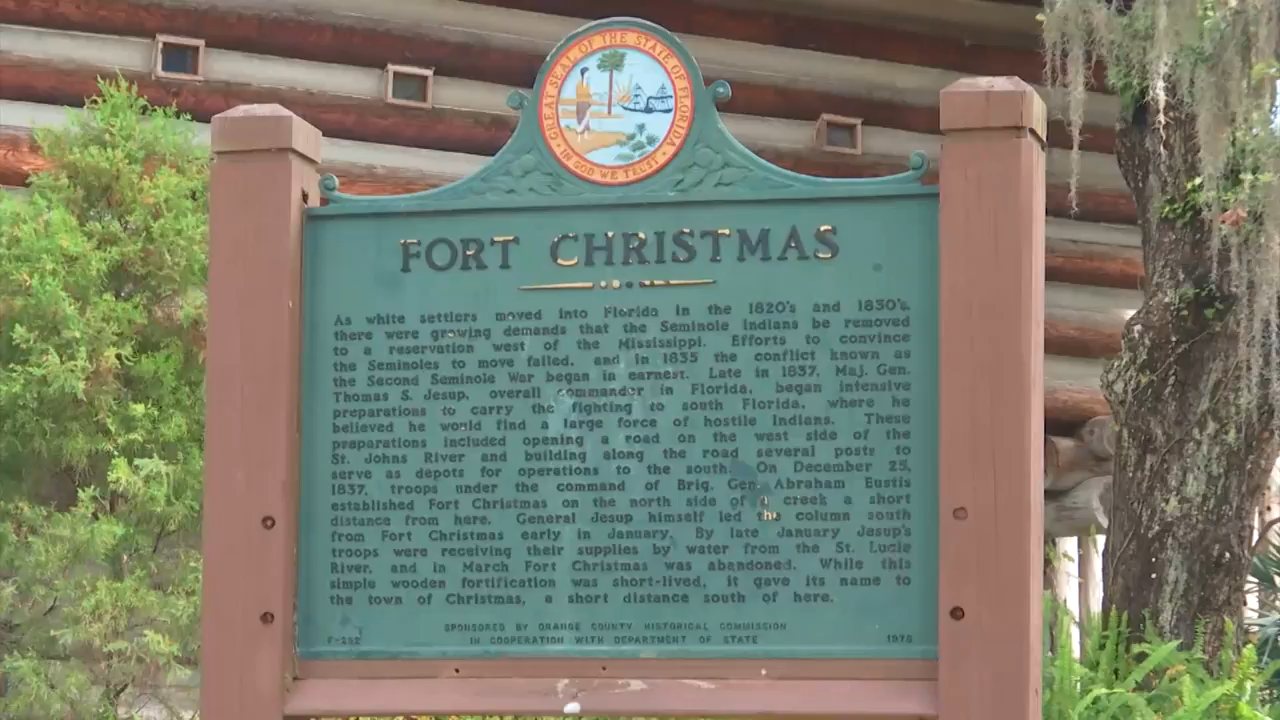 GREAT SEAL OF THE STATE OF FLORIDA
• IN GOD WE TRUST •
FORT CHRISTMAS
As white settlers moved into Florida in the 1820's and 1830's,
there were growing demands that the Seminole Indians be removed
to a reservation west of the Mississippi. Efforts to convince
the Seminoles to move failed, and in 1835 the conflict known as
the Second Seminole War began in earnest. Late in 1837, Maj. Gen.
Thomas S. Jesup, overall commander in Florida, began intensive
preparations to carry the fighting to south Florida, where he
believed he would find a large force of hostile Indians. These
preparations included opening a road on the west side of the
St. Johns River and building along the road several posts to
serve as depots for operations to the south. On December 25,
1837, troops under the command of Brig. Gen. Abraham Eustis
established Fort Christmas on the north side of a creek a short
distance from here. General Jesup himself led the column south
from Fort Christmas early in January. By late January Jesup's
troops were receiving their supplies by water from the St. Lucie
River, and in March Fort Christmas was abandoned. While this
simple wooden fortification was short-lived, it gave its name to
the town of Christmas, a short distance south of here.
SPONSORED BY ORANGE COUNTY HISTORICAL COMMISSION
IN COOPERATION WITH DEPARTMENT OF STATE
F-232